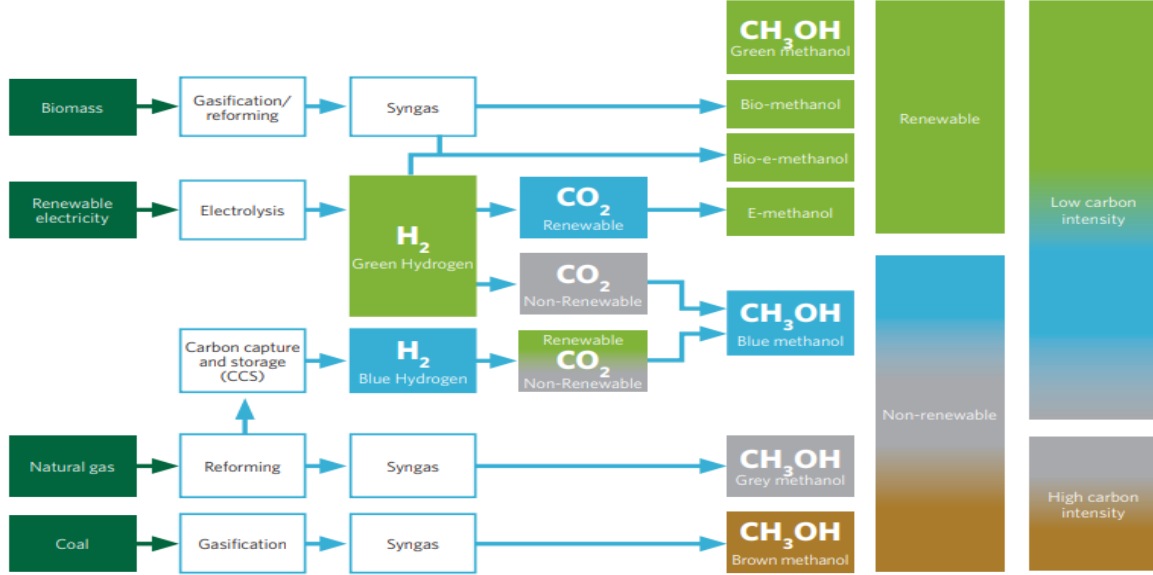 CH3OH
Green methanol
Biomass
Gasification/
reforming
Syngas
Bio-methanol
Renewable
Bio-e-methanol
Renewable
electricity
Electrolysis
H2
Green Hydrogen
CO2
Renewable
E-methanol
Low carbon
intensity
CO2
Non-Renewable
CH3OH
Blue methanol
Carbon capture
and storage
(CCS)
H2
Blue Hydrogen
Renewable
CO2
Non-Renewable
Non-renewable
Natural gas
Reforming
Syngas
CH3OH
Grey methanol
High carbon
intensity
Coal
Gasification
Syngas
CH3OH
Brown methanol